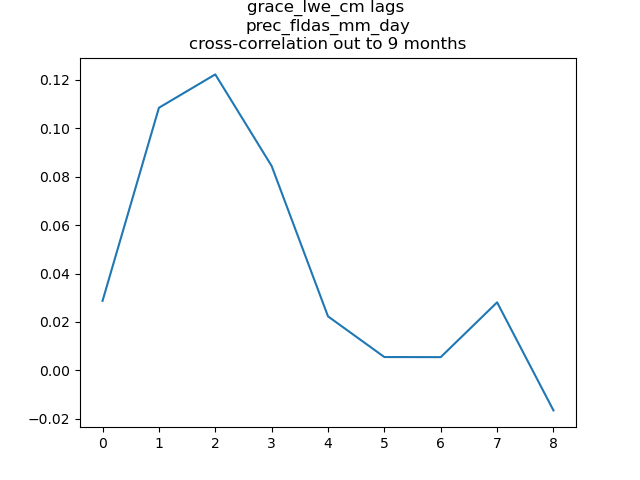 grace_lwe_cm lags
prec_fldas_mm_day
cross-correlation out to 9 months
0.12
0.10
0.08
0.06
0.04
0.02
0.00
−0.02
0 1 2 3 4 5 6 7 8